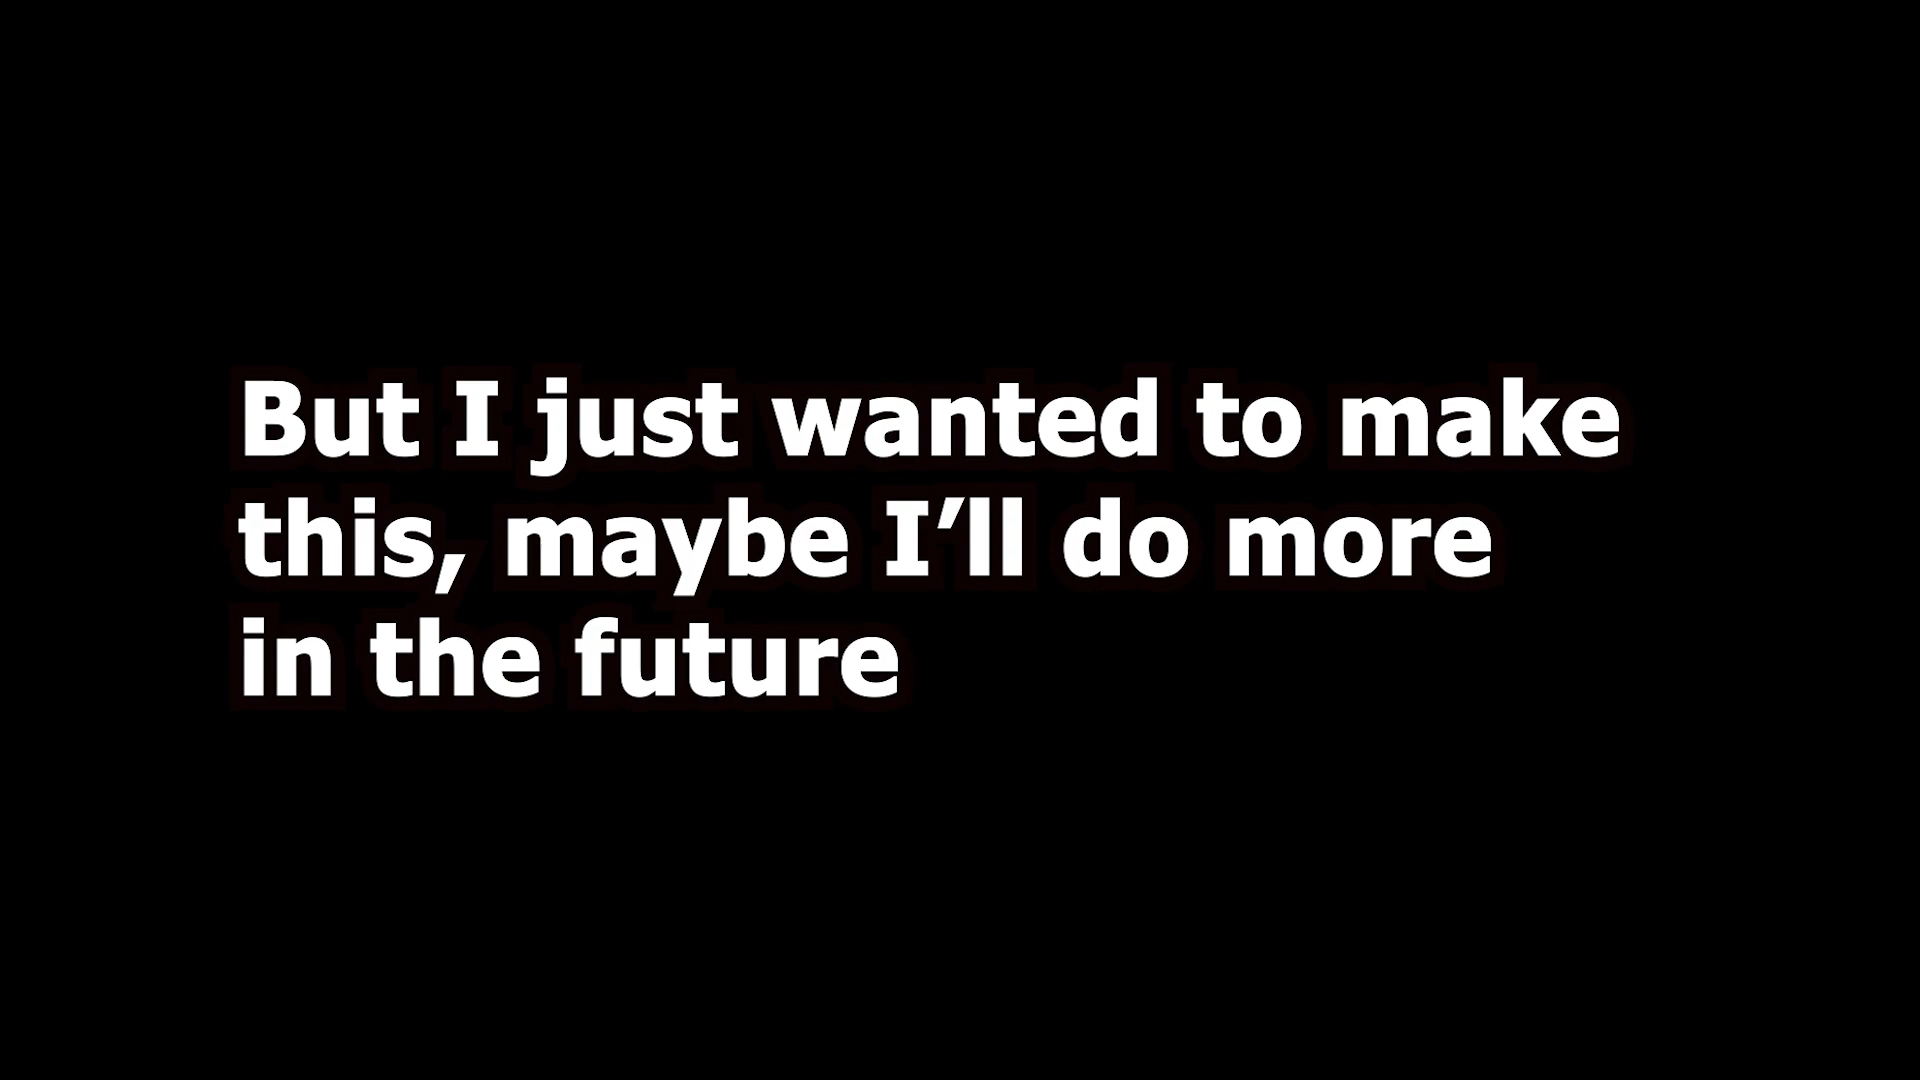 But I just wanted to make
this, maybe I’ll do more
in the future